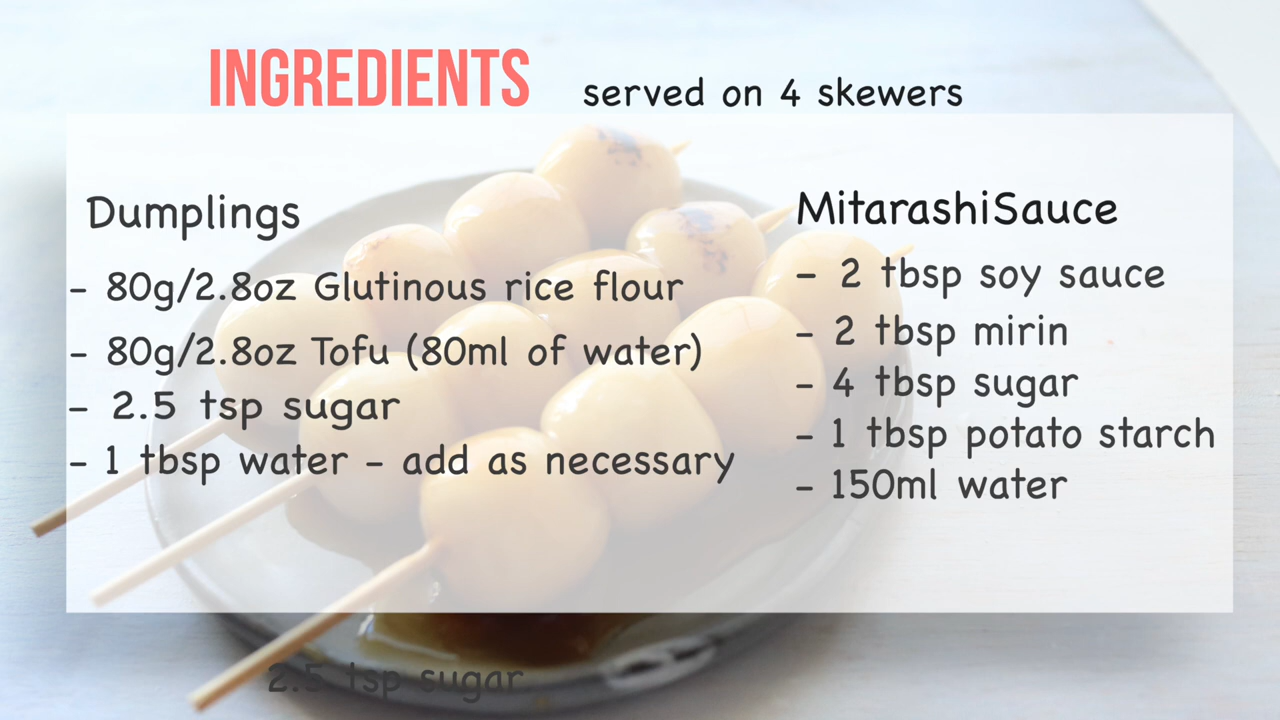 INGREDIENTS served on 4 skewers
Dumplings
- 80g/2.8oz Glutinous rice flour
- 80g/2.8oz Tofu (80ml of water)
- 2.5 tsp sugar
- 1 tbsp water - add as necessary
MitarashiSauce
- 2 tbsp soy sauce
- 2 tbsp mirin
- 4 tbsp sugar
- 1 tbsp potato starch
- 150ml water
2.5 tsp sugar